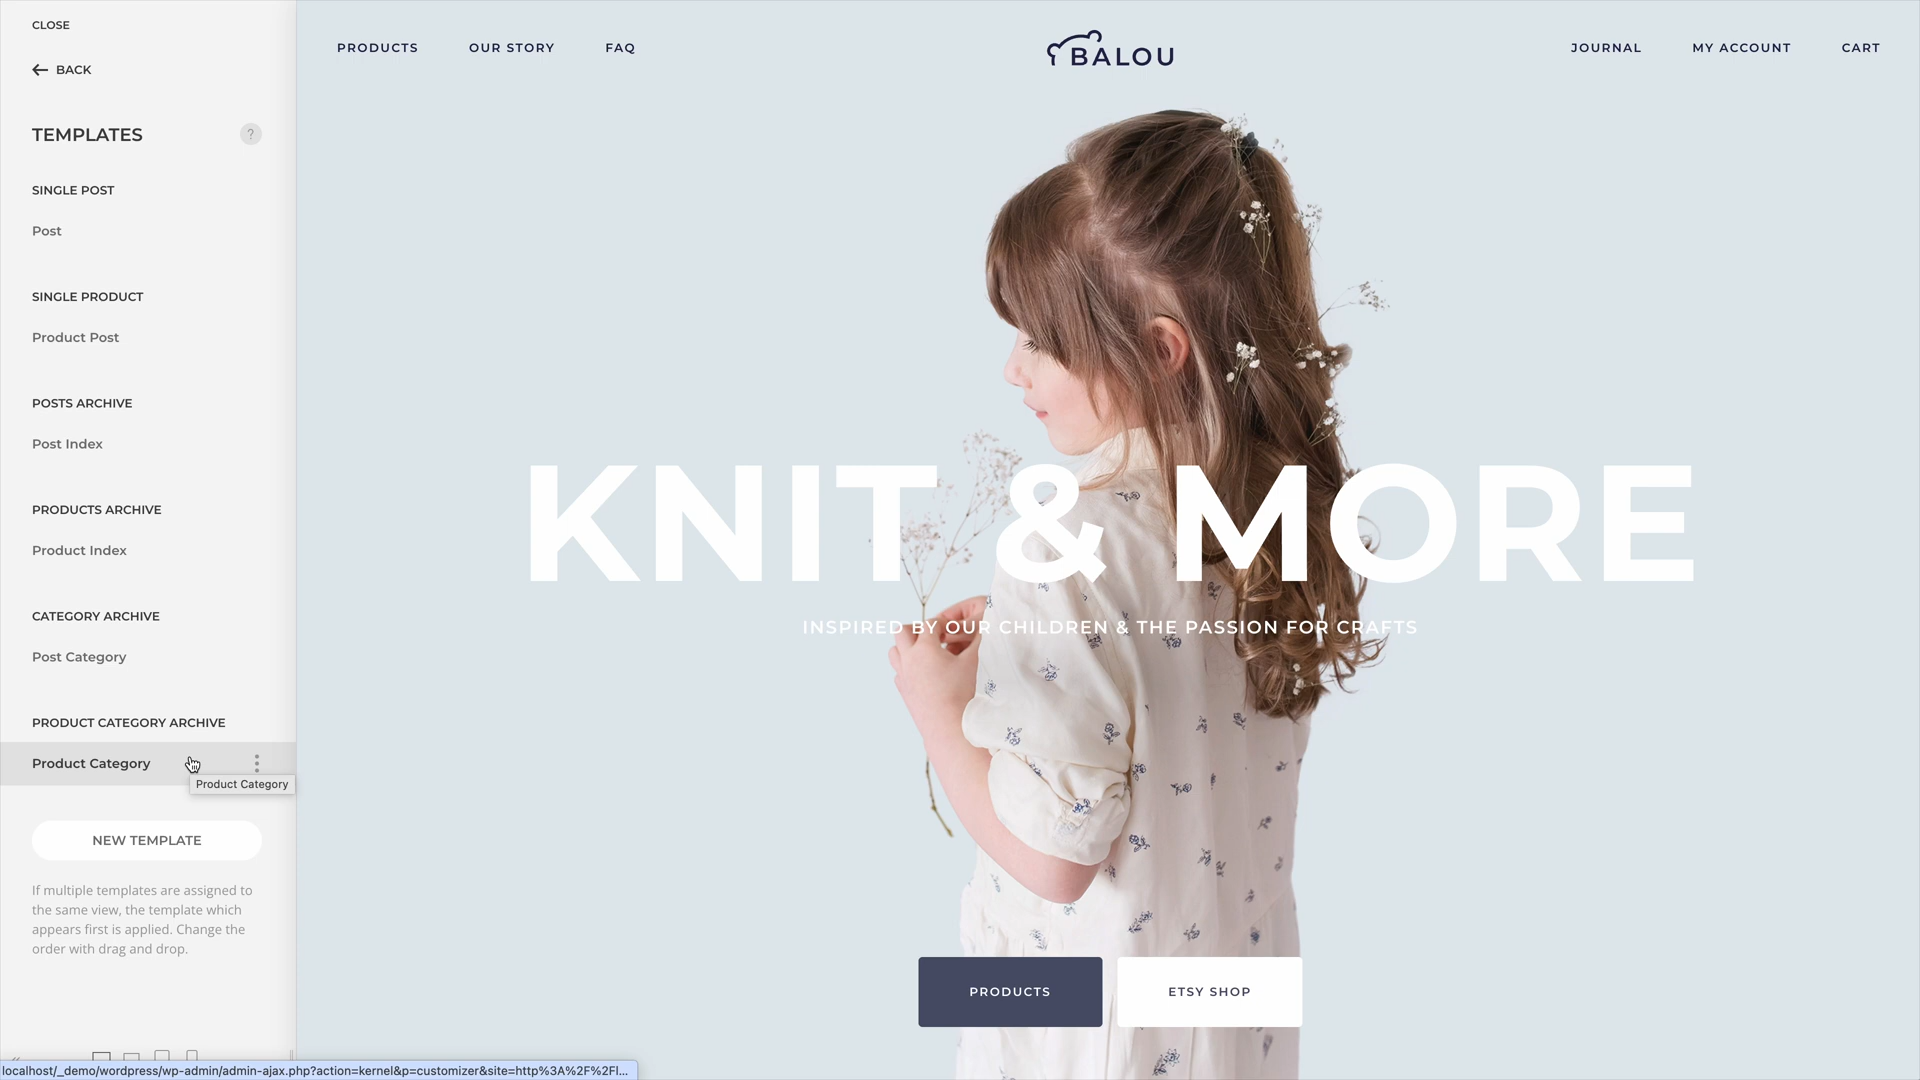 CLOSE
BACK
TEMPLATES
?
SINGLE POST
Post
SINGLE PRODUCT
Product Post
POSTS ARCHIVE
Post Index
PRODUCTS ARCHIVE
Product Index
CATEGORY ARCHIVE
Post Category
PRODUCT CATEGORY ARCHIVE
Product Category
Product Category
NEW TEMPLATE
If multiple templates are assigned to
the same view, the template which
appears first is applied. Change the
order with drag and drop.
localhost/_demo/wordpress/wp-admin/admin-ajax.php?action=kernel&p=customizer&site=http%3A%2F%2Fl...
PRODUCTS OUR STORY FAQ
BALOU
JOURNAL MY ACCOUNT CART
KNIT & MORE
INSPIRED BY OUR CHILDREN & THE PASSION FOR CRAFTS
PRODUCTS
ETSY SHOP